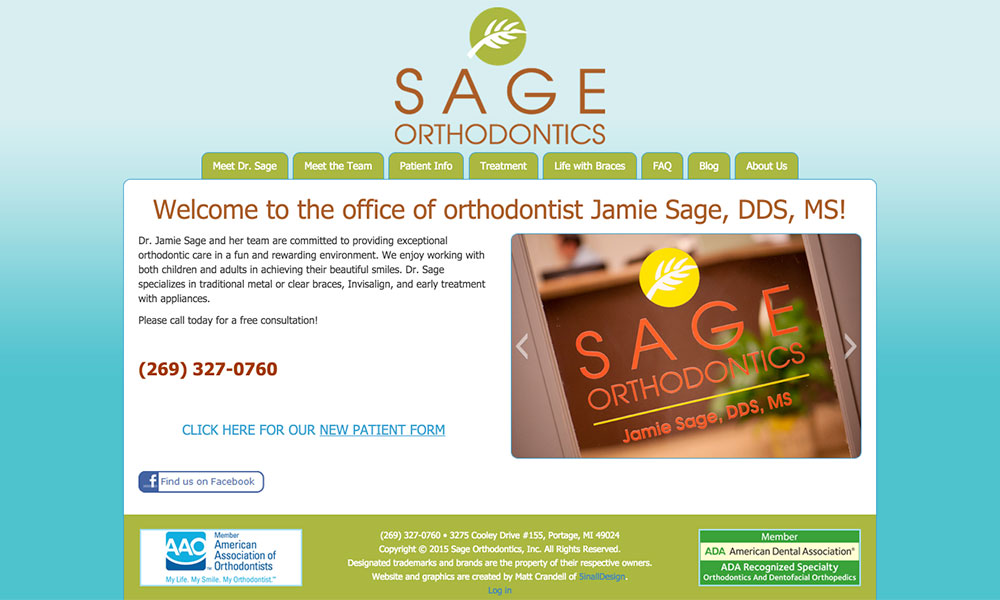 SAGE
ORTHODONTICS
Meet Dr. Sage
Meet the Team
Patient Info
Treatment
Life with Braces
FAQ
Blog
About Us
Welcome to the office of orthodontist Jamie Sage, DDS, MS!
Dr. Jamie Sage and her team are committed to providing exceptional
orthodontic care in a fun and rewarding environment. We enjoy working with
both children and adults in achieving their beautiful smiles. Dr. Sage
specializes in traditional metal or clear braces, Invisalign, and early treatment
with appliances.
Please call today for a free consultation!
(269) 327-0760
CLICK HERE FOR OUR NEW PATIENT FORM
Find us on Facebook
SAGE
ORTHODONTICS
Jamie Sage, DDS, MS
AAO
Member
American
Association of
Orthodontists
My Life. My Smile. My Orthodontist.™
(269) 327-0760 • 3275 Cooley Drive #155, Portage, MI 49024
Copyright © 2015 Sage Orthodontics, Inc. All Rights Reserved.
Designated trademarks and brands are the property of their respective owners.
Website and graphics are created by Matt Crandell of SinallDesign.
Log in
Member
ADA American Dental Association®
ADA Recognized Specialty
Orthodontics And Dentofacial Orthopedics